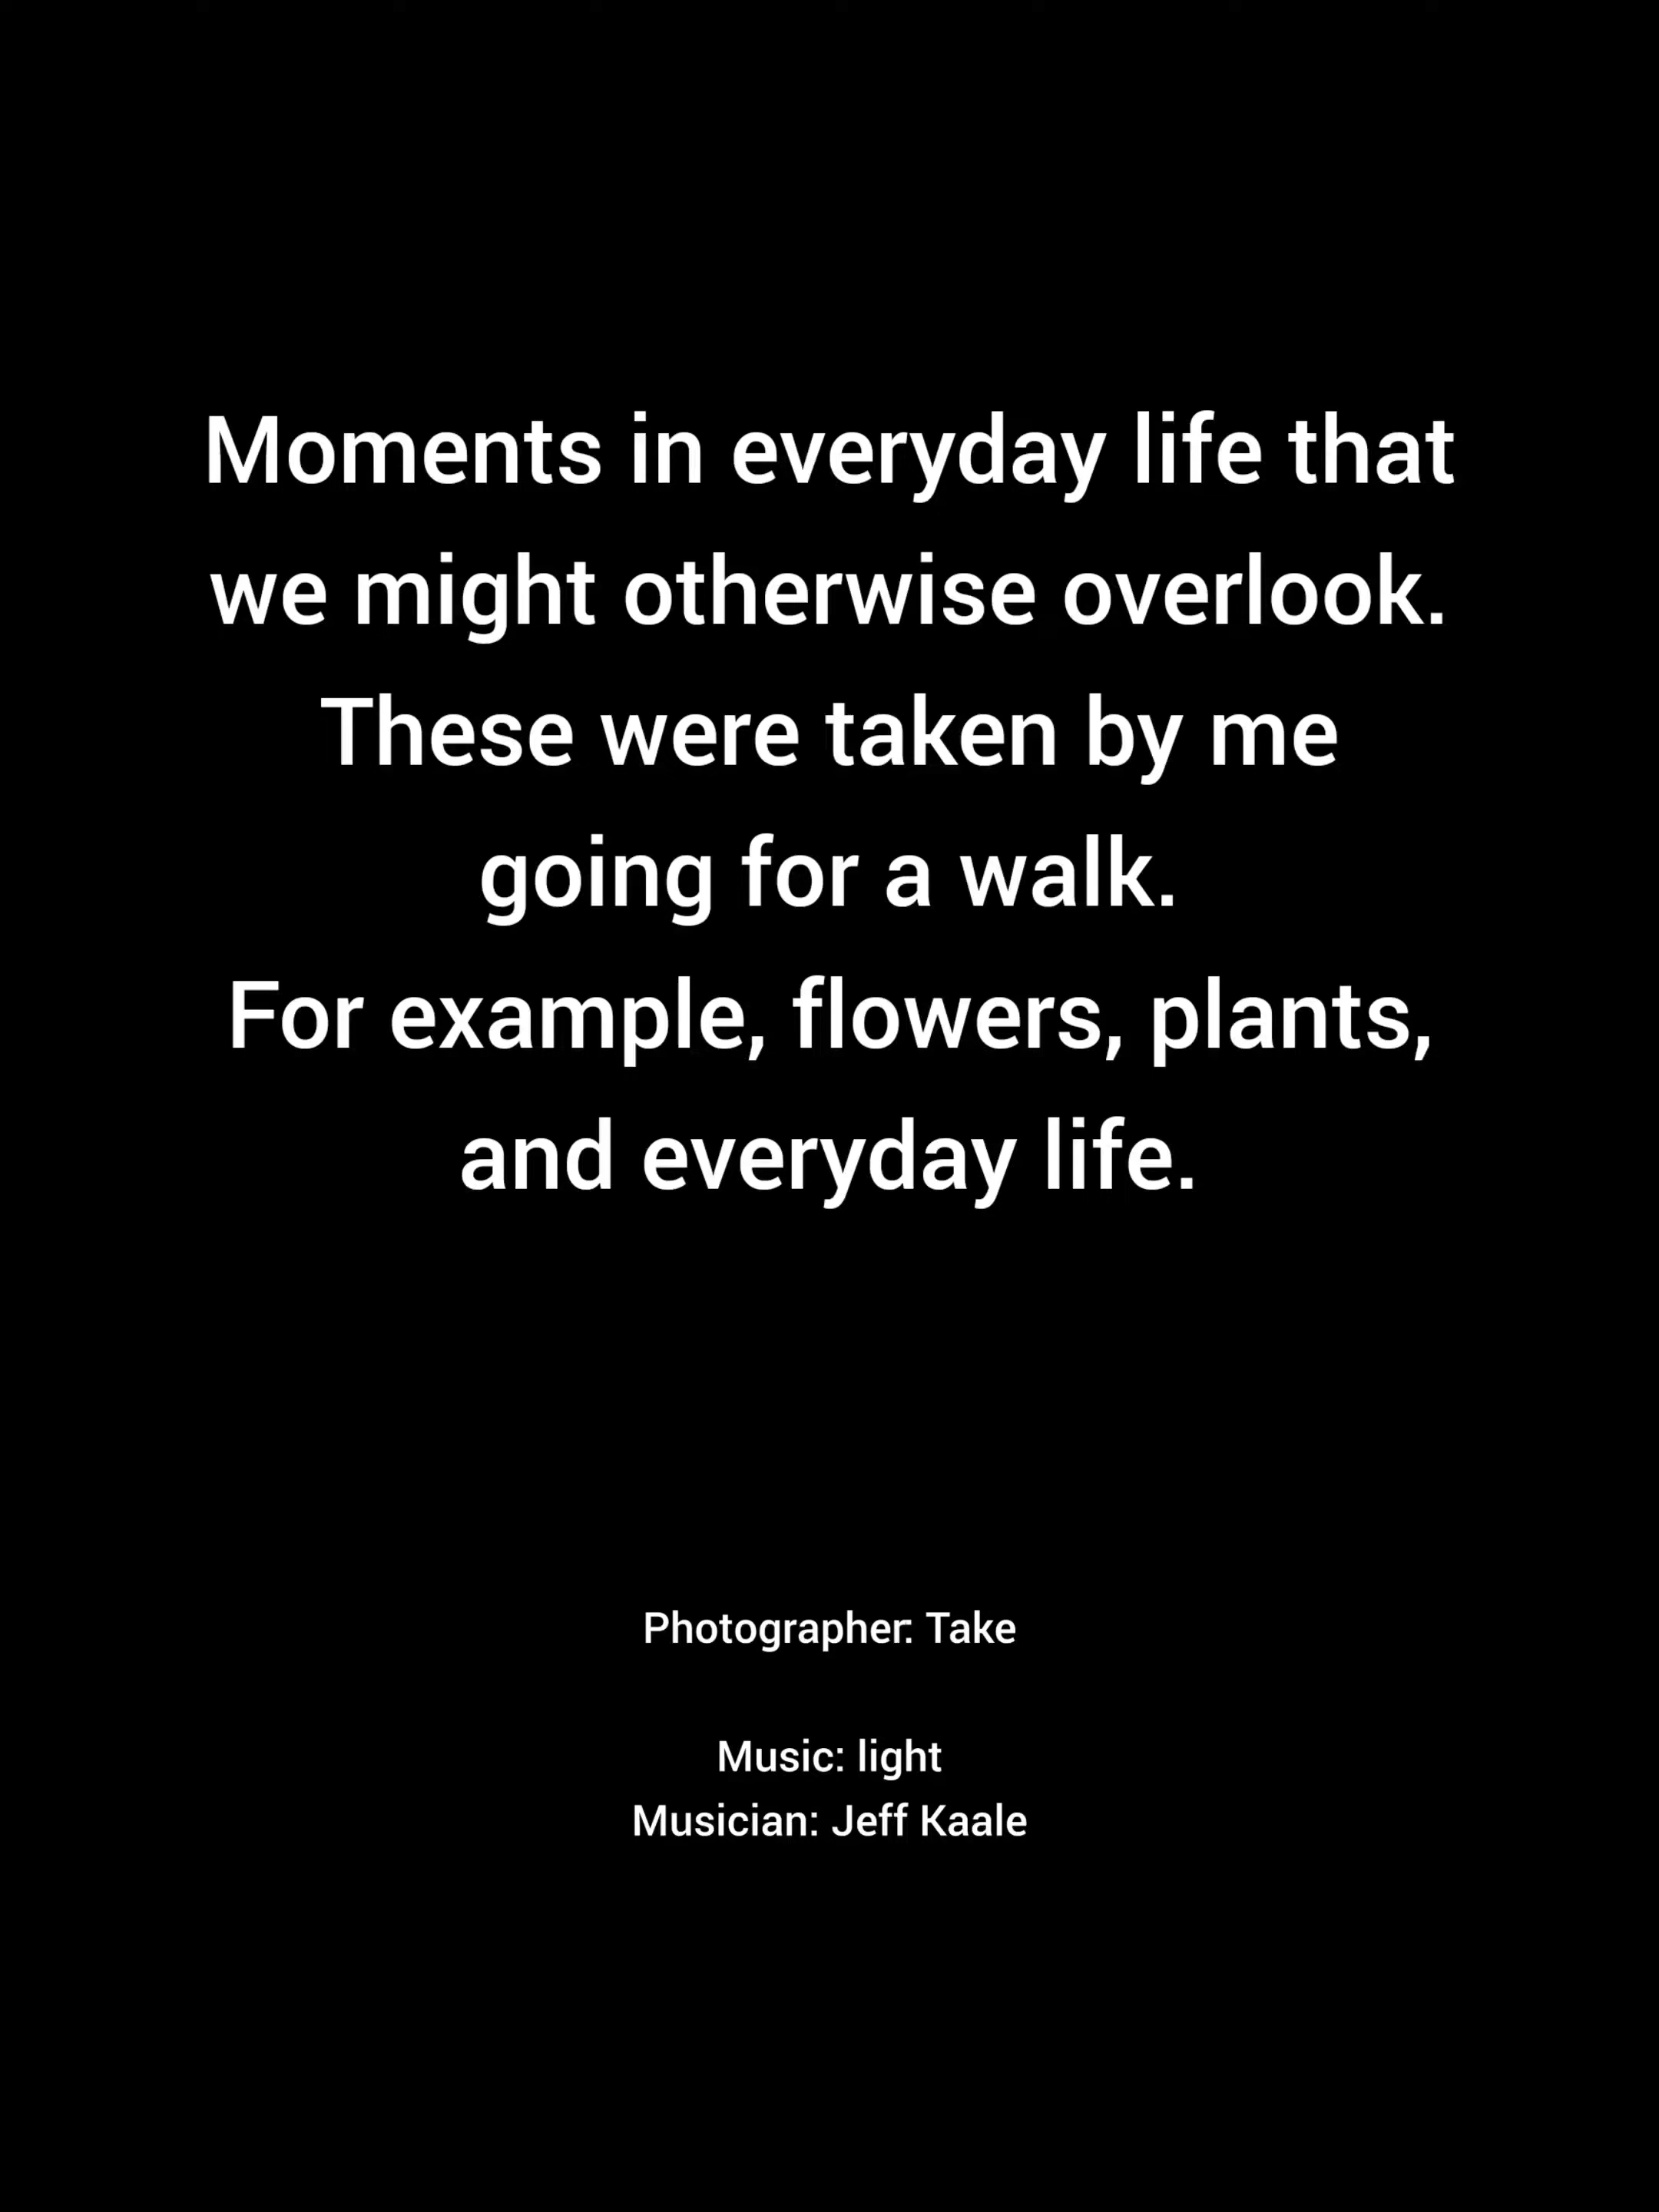 Moments in everyday life that
we might otherwise overlook.
These were taken by me
going for a walk.
For example, flowers, plants,
and everyday life.
Photographer: Take
Music: light
Musician: Jeff Kaale